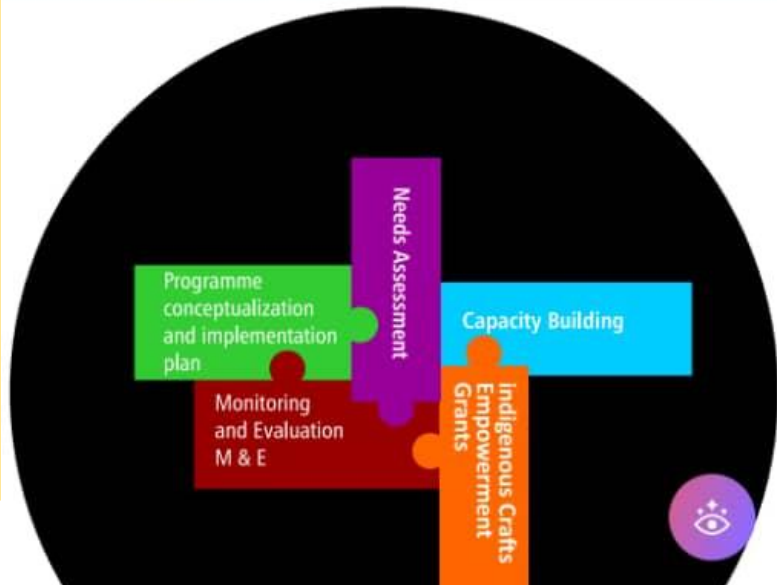 Needs Assessment
Programme
conceptualization
and implementation
plan
Capacity Building
Monitoring
and Evaluation
M & E
indigenous Crafts
Empowerment
Grants